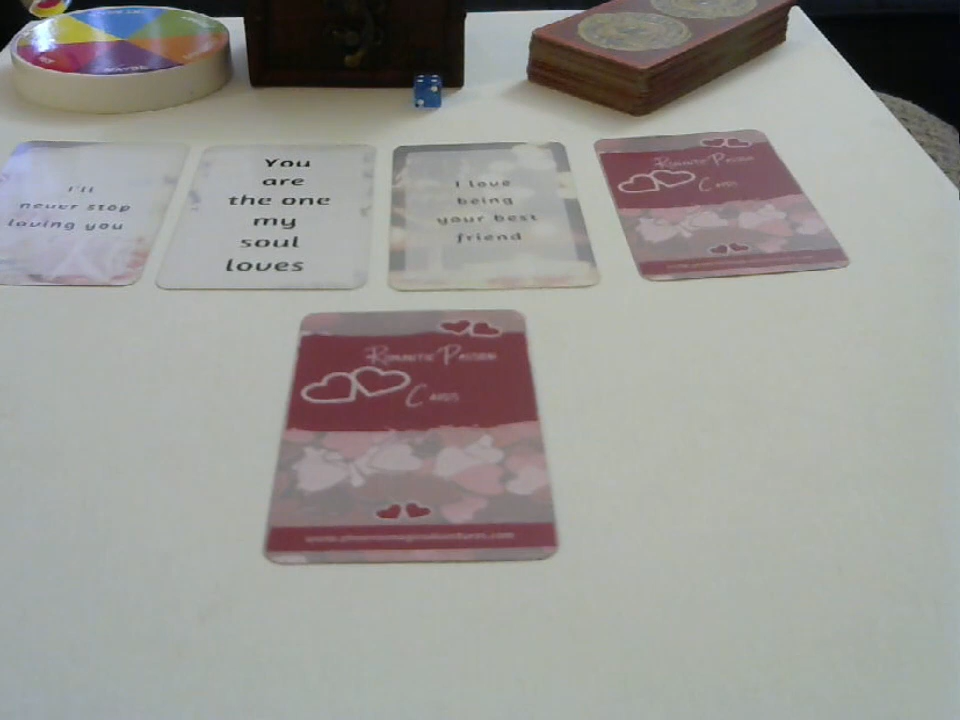 MAYBE
I'll
never stop
loving you
You
are
the one
my
soul
loves
I love
being
your best
friend
Romantic Passion
Cards
Romantic Passion
Cards